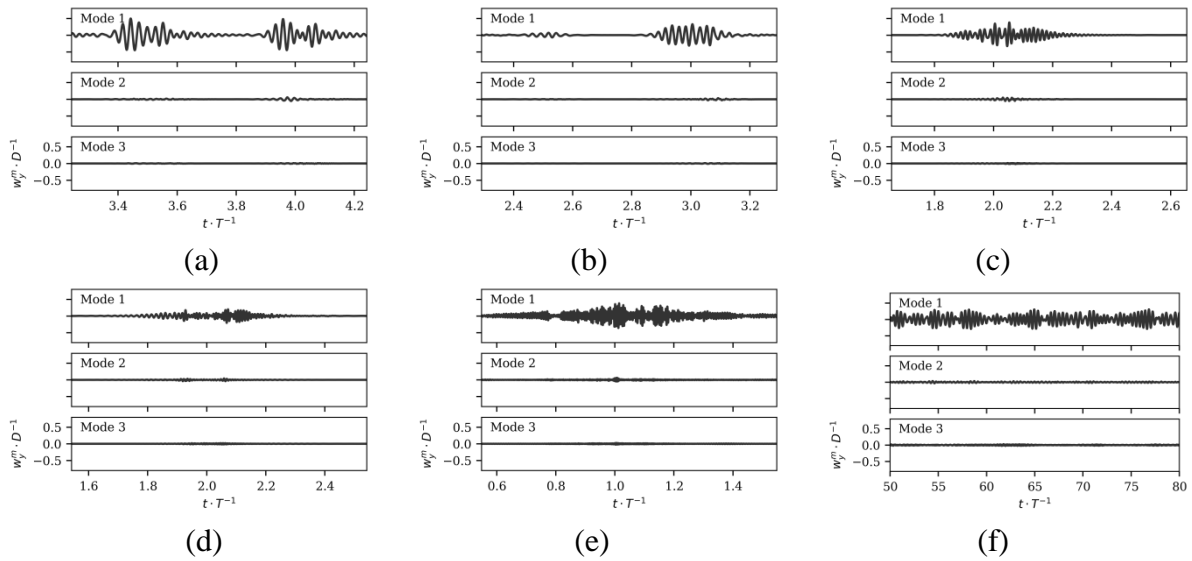 Mode 1
Mode 2
Mode 3
0.5
0.0
−0.5
w_y^m · D^−1
3.4 3.6 3.8 4.0 4.2
t · T^−1
(a)
Mode 1
Mode 2
Mode 3
0.5
0.0
−0.5
w_y^m · D^−1
2.4 2.6 2.8 3.0 3.2
t · T^−1
(b)
Mode 1
Mode 2
Mode 3
0.5
0.0
−0.5
w_y^m · D^−1
1.8 2.0 2.2 2.4 2.6
t · T^−1
(c)
Mode 1
Mode 2
Mode 3
0.5
0.0
−0.5
w_y^m · D^−1
1.6 1.8 2.0 2.2 2.4
t · T^−1
(d)
Mode 1
Mode 2
Mode 3
0.5
0.0
−0.5
w_y^m · D^−1
0.6 0.8 1.0 1.2 1.4
t · T^−1
(e)
Mode 1
Mode 2
Mode 3
0.5
0.0
−0.5
w_y^m · D^−1
50 55 60 65 70 75 80
t · T^−1
(f)